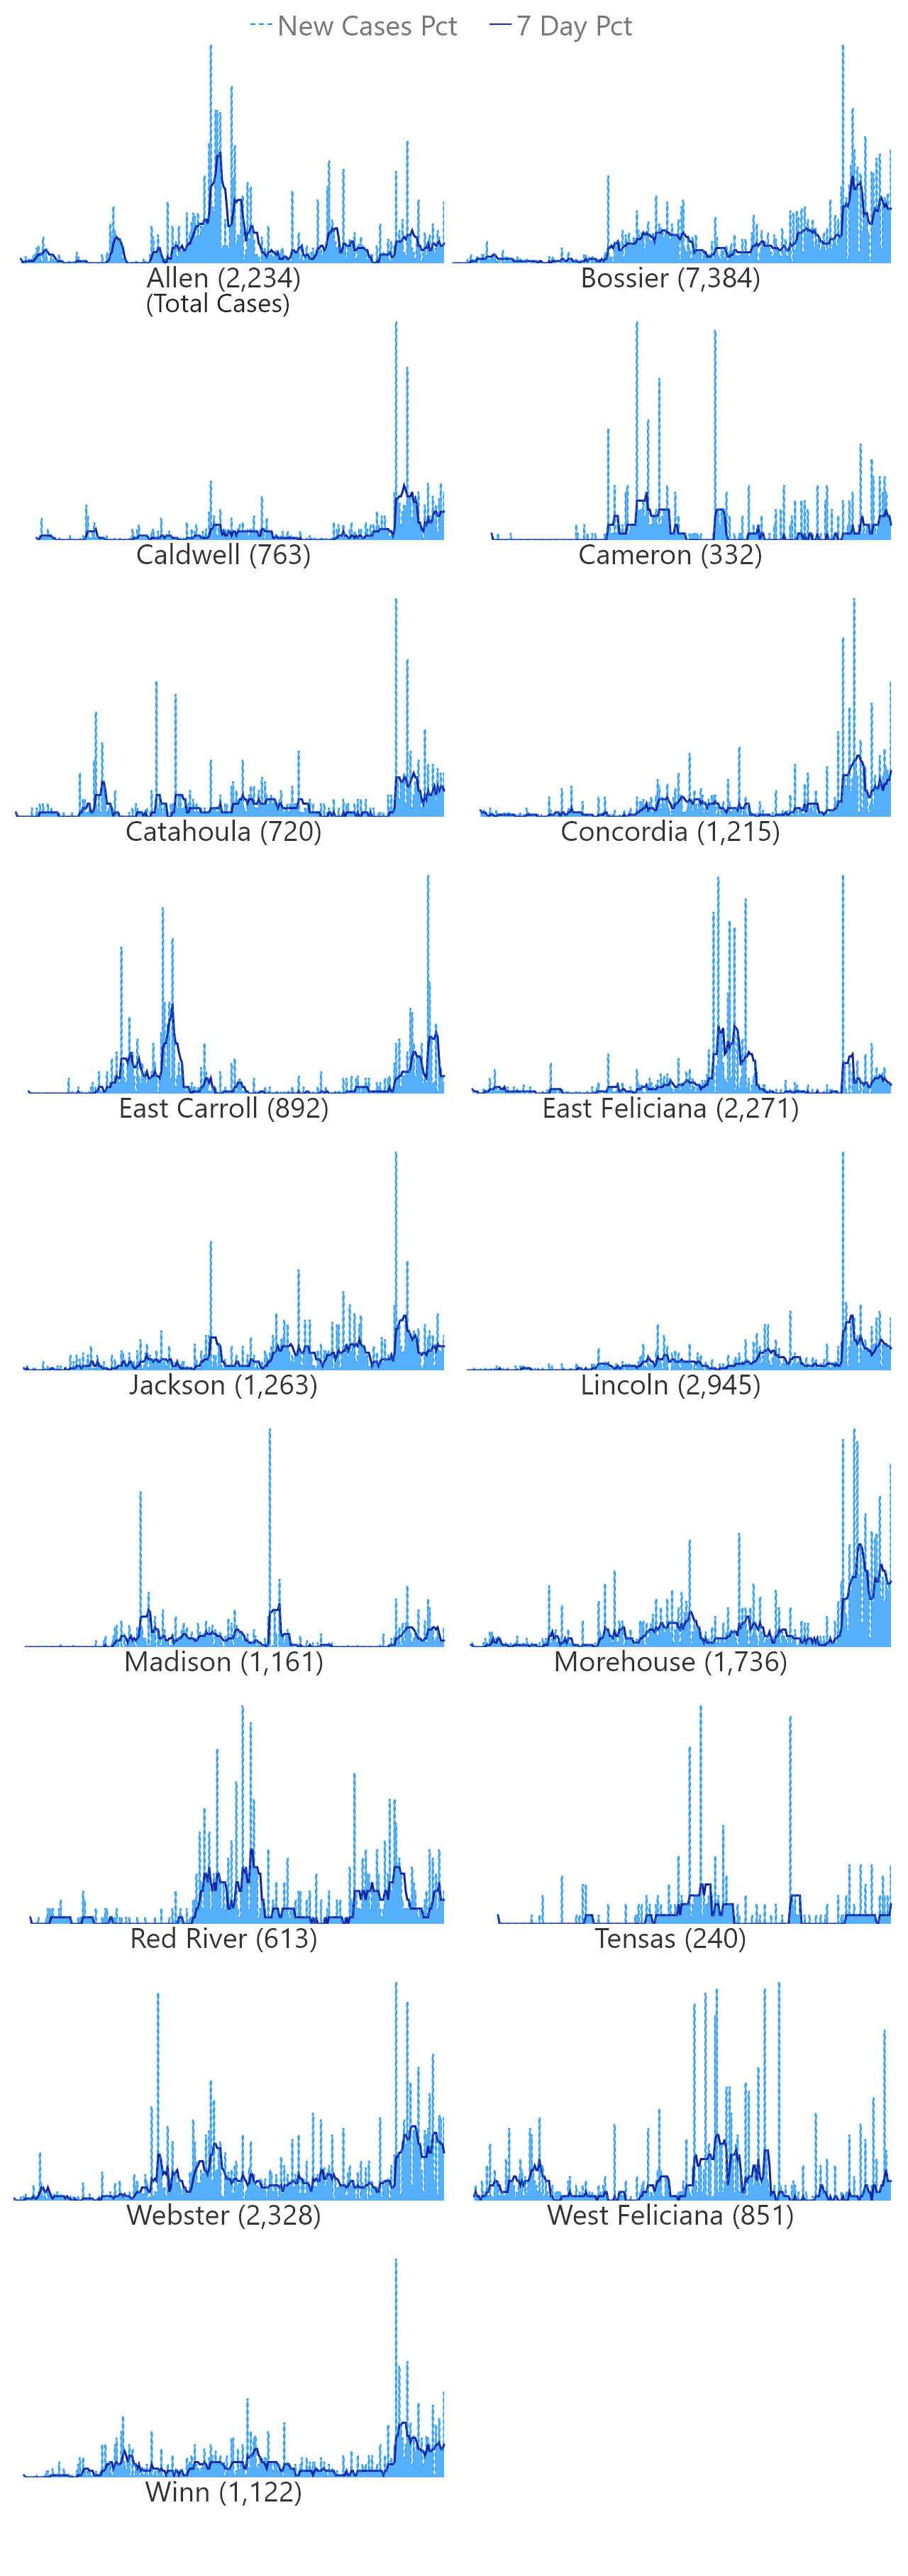 New Cases Pct 7 Day Pct
Allen (2,234) Bossier (7,384)
(Total Cases)
Caldwell (763) Cameron (332)
Catahoula (720) Concordia (1,215)
East Carroll (892) East Feliciana (2,271)
Jackson (1,263) Lincoln (2,945)
Madison (1,161) Morehouse (1,736)
Red River (613) Tensas (240)
Webster (2,328) West Feliciana (851)
Winn (1,122)